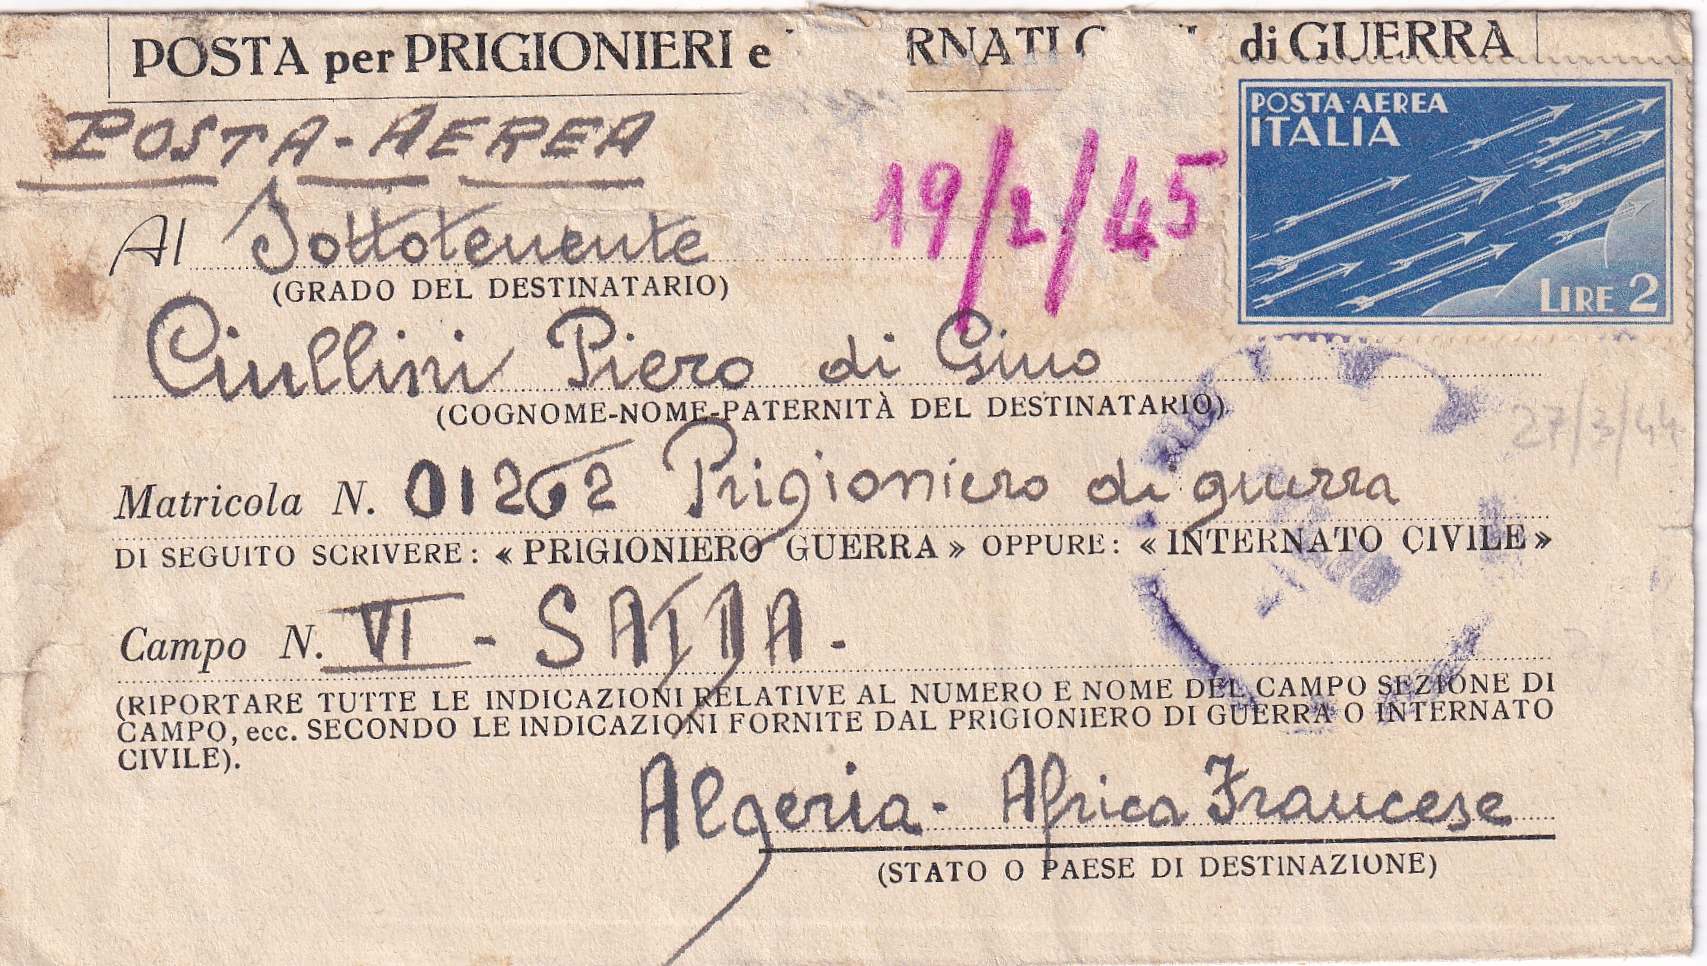 POSTA per PRIGIONIERI e RNATI di GUERRA
POSTA-AEREA
POSTA·AEREA
ITALIA
LIRE 2
19/2/45
Al Sottotenente
(GRADO DEL DESTINATARIO)
Ciullini Piero di Gino
(COGNOME-NOME-PATERNITÀ DEL DESTINATARIO)
27/3/44
Matricola N. 01262 Prigioniero di guerra
DI SEGUITO SCRIVERE: « PRIGIONIERO GUERRA » OPPURE: « INTERNATO CIVILE »
Campo N. VI - SAIDA.
(RIPORTARE TUTTE LE INDICAZIONI RELATIVE AL NUMERO E NOME DEL CAMPO SEZIONE DI
CAMPO, ecc. SECONDO LE INDICAZIONI FORNITE DAL PRIGIONIERO DI GUERRA O INTERNATO
CIVILE).
Algeria - Africa Francese
(STATO O PAESE DI DESTINAZIONE)